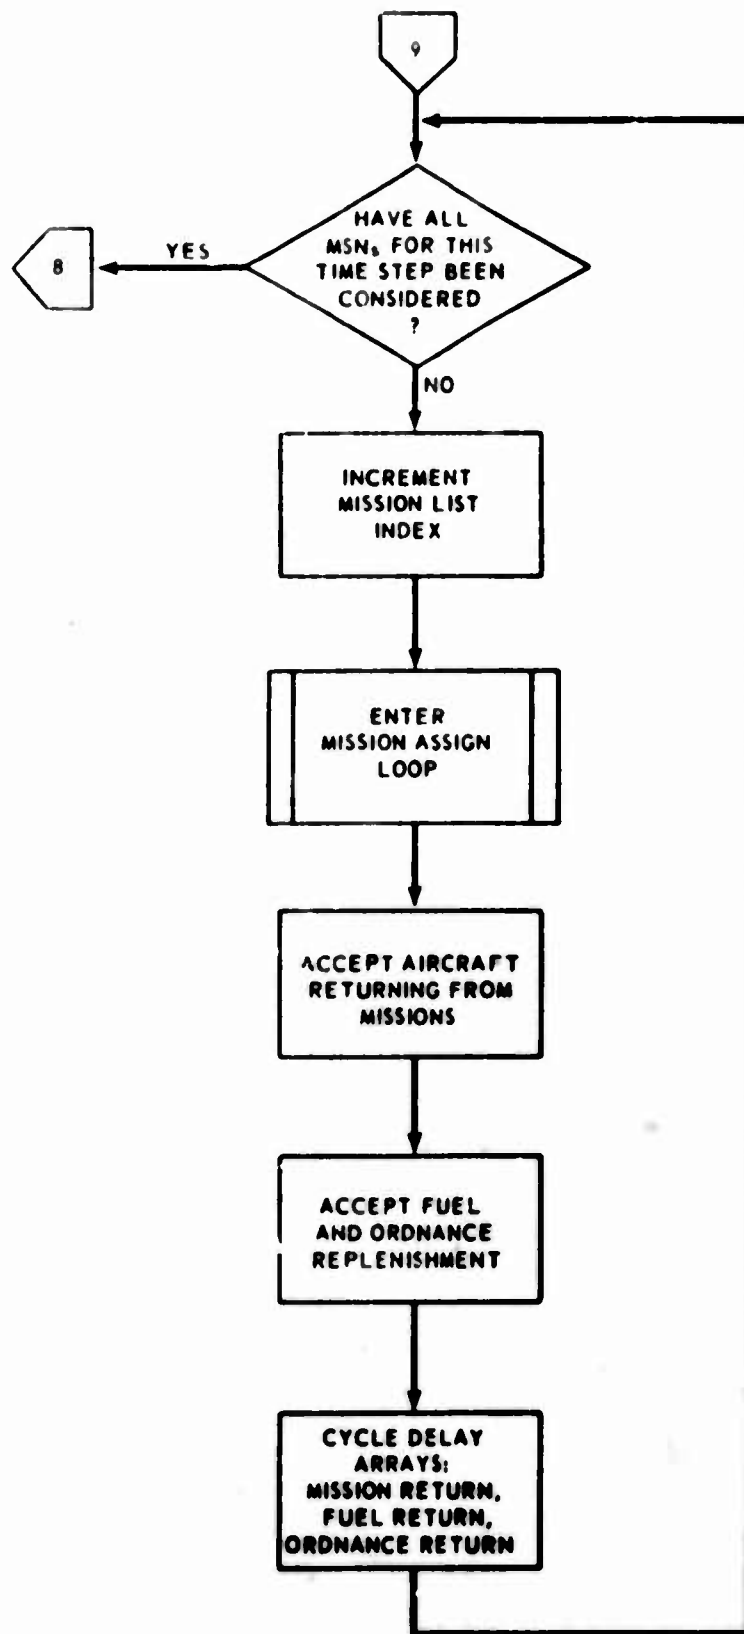 9
HAVE ALL
MSNs FOR THIS
TIME STEP BEEN
CONSIDERED
?
YES
8
NO
INCREMENT
MISSION LIST
INDEX
ENTER
MISSION ASSIGN
LOOP
ACCEPT AIRCRAFT
RETURNING FROM
MISSIONS
ACCEPT FUEL
AND ORDNANCE
REPLENISHMENT
CYCLE DELAY
ARRAYS:
MISSION RETURN,
FUEL RETURN,
ORDNANCE RETURN